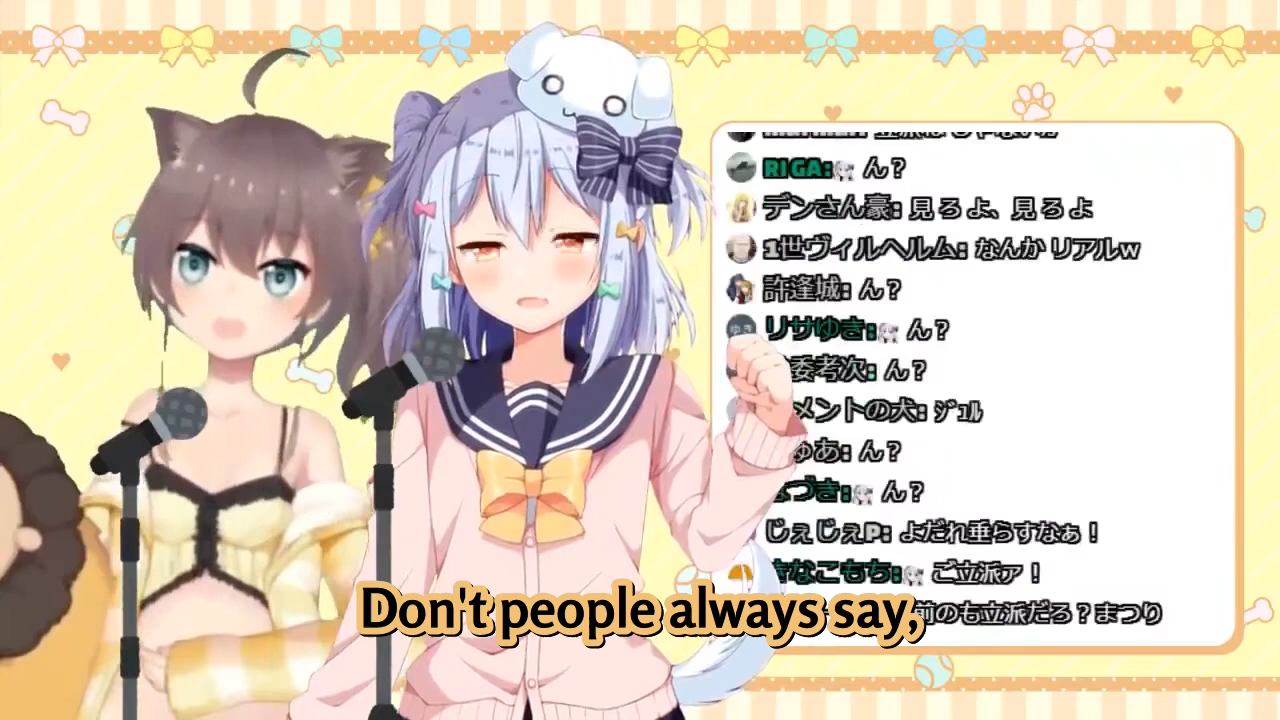 RIGA: ん？
デンさん豪: 見ろよ、見ろよ
1世ヴィルヘルム: なんか リアルw
許逢城: ん？
ゆき リサゆき: ん？
委考次: ん？
メントの犬: ｼﾞｭﾙ
ゅあ: ん？
づき: ん？
じぇじぇP: よだれ垂らすなぁ！
きなこもち: ご立派ァ！
前のも立派だろ？まつり
Don't people always say,